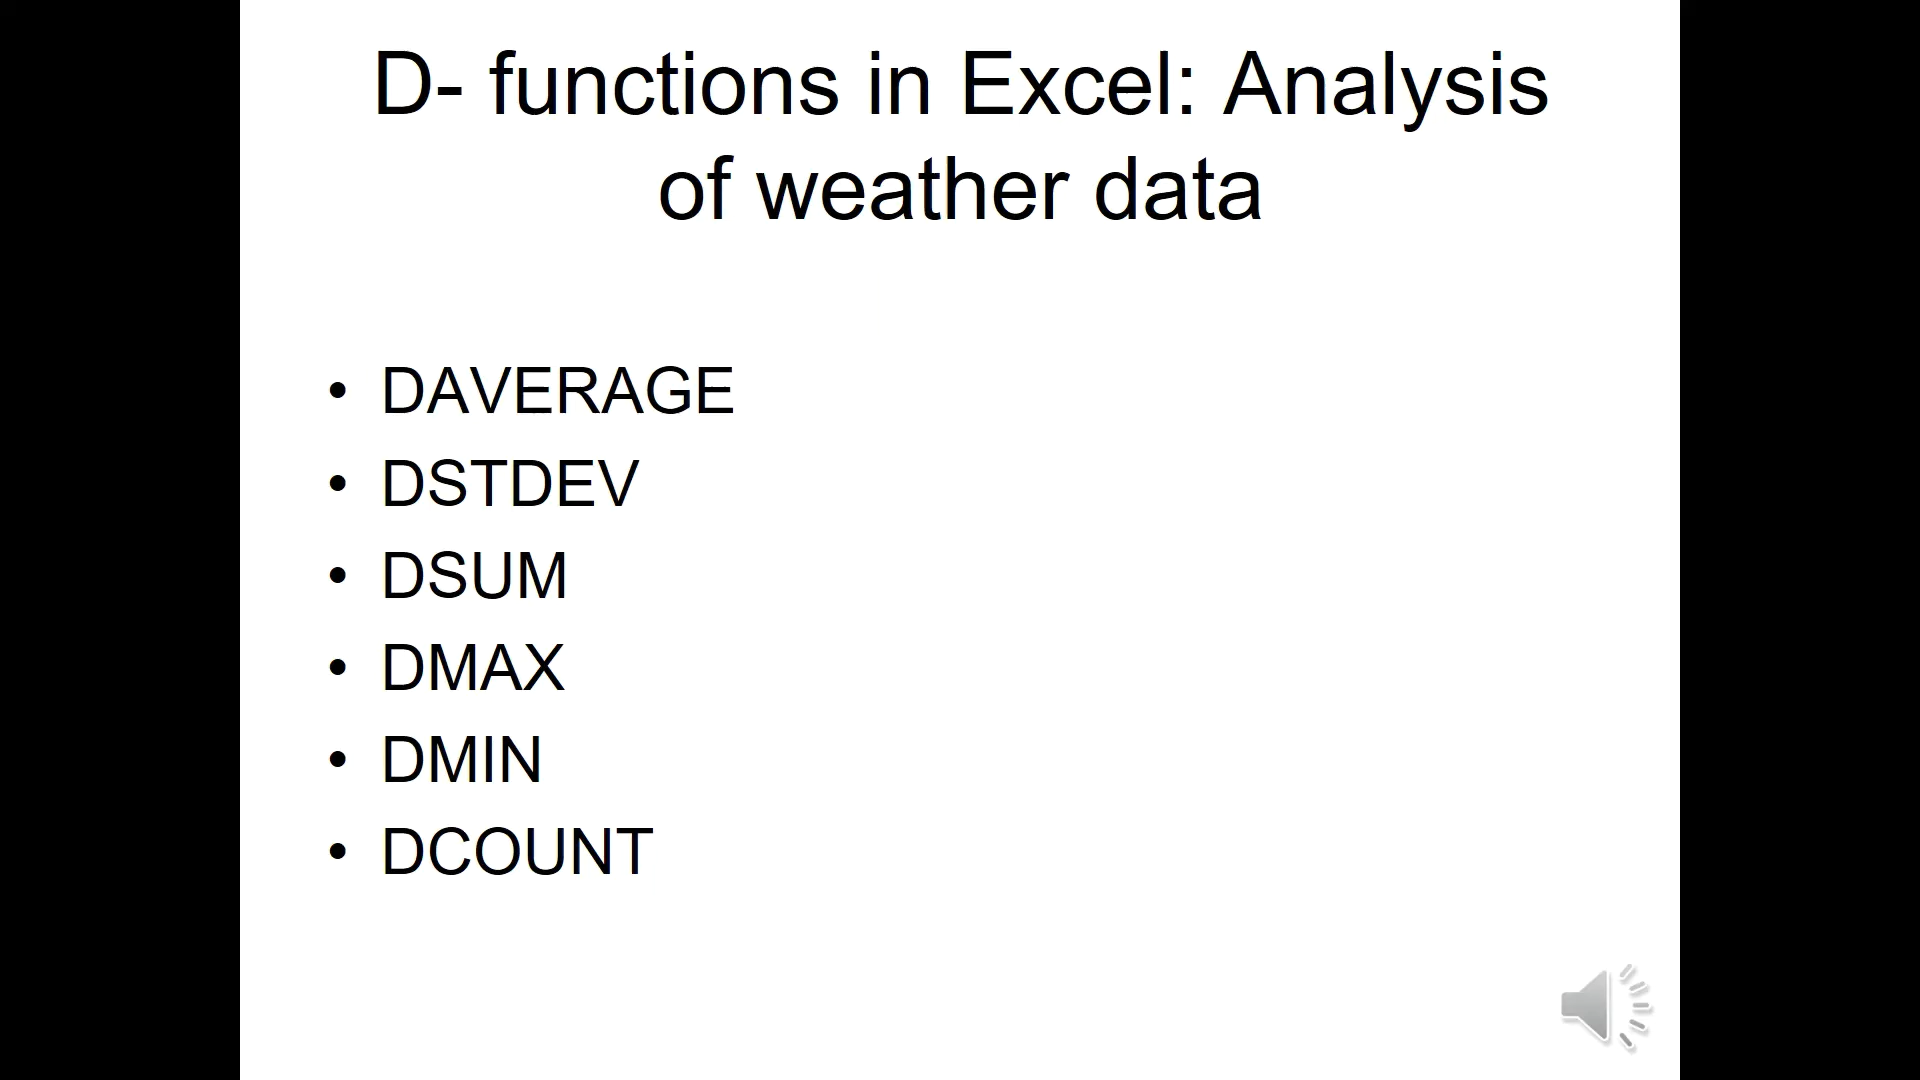 D- functions in Excel: Analysis
of weather data
• DAVERAGE
• DSTDEV
• DSUM
• DMAX
• DMIN
• DCOUNT